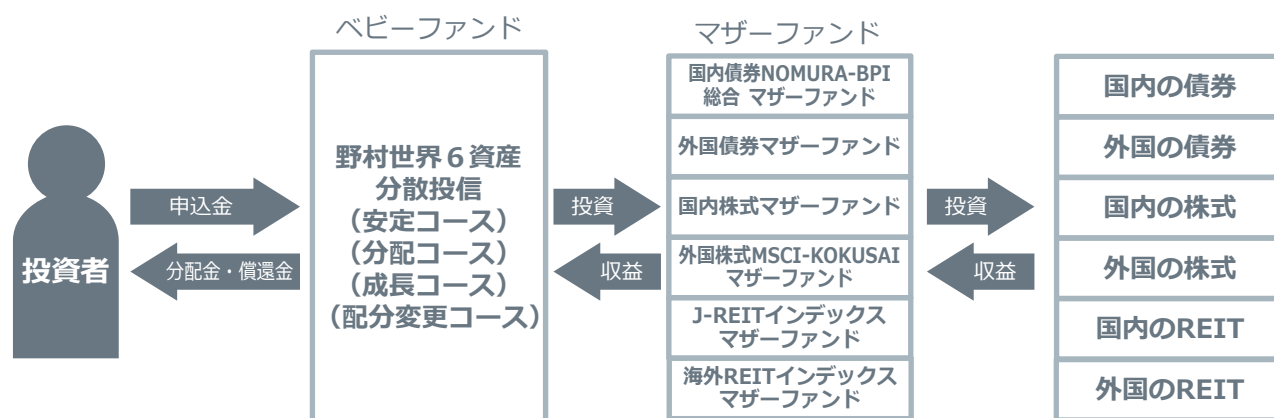 ベビーファンド
マザーファンド
投資者
申込金
分配金・償還金
野村世界６資産
分散投信
（安定コース）
（分配コース）
（成長コース）
（配分変更コース）
投資
収益
国内債券NOMURA-BPI
総合 マザーファンド
外国債券マザーファンド
国内株式マザーファンド
外国株式MSCI-KOKUSAI
マザーファンド
J-REITインデックス
マザーファンド
海外REITインデックス
マザーファンド
投資
収益
国内の債券
外国の債券
国内の株式
外国の株式
国内のREIT
外国のREIT